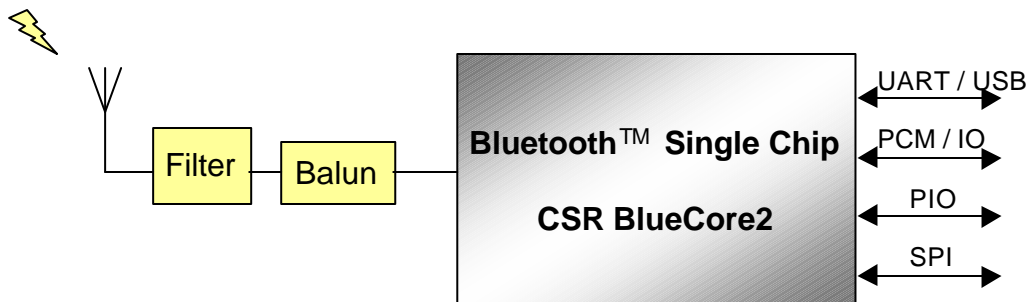 UART / USB
Bluetooth™ Single Chip
PCM / IO
Filter
Balun
CSR BlueCore2
PIO
SPI